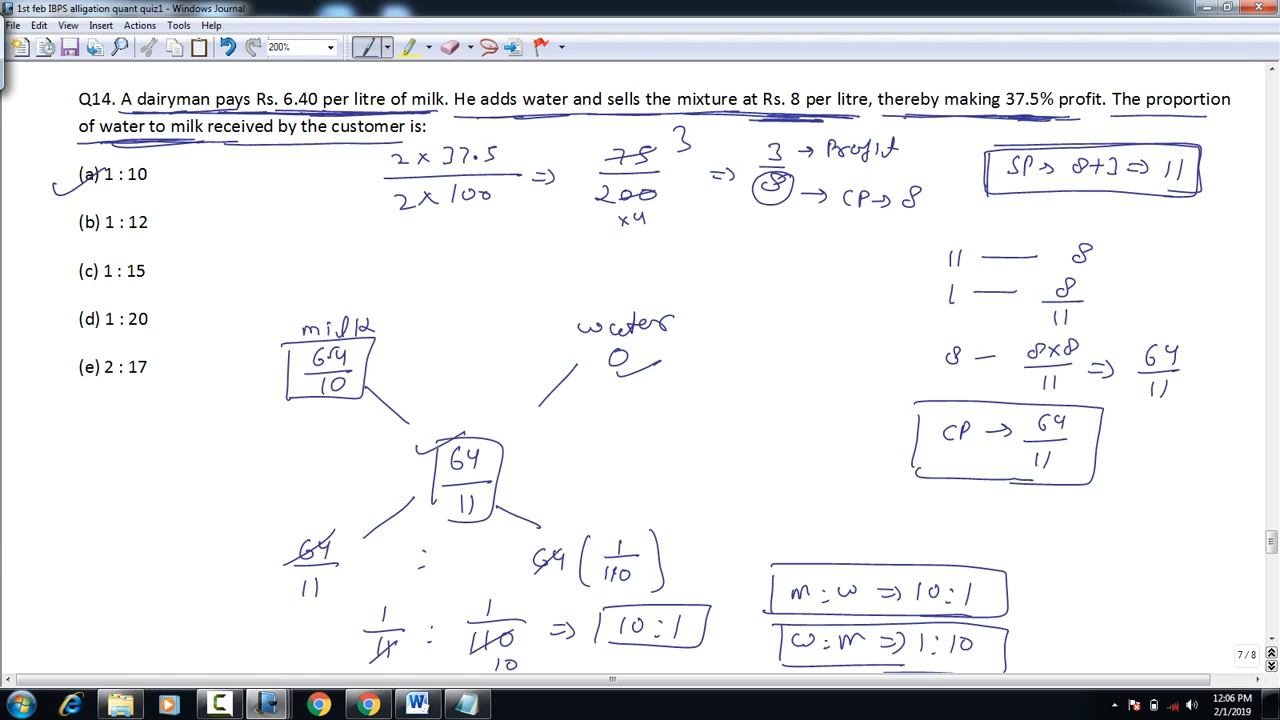 1st feb IBPS alligation quant quiz1 - Windows Journal
File Edit View Insert Actions Tools Help
200%
Q14. A dairyman pays Rs. 6.40 per litre of milk. He adds water and sells the mixture at Rs. 8 per litre, thereby making 37.5% profit. The proportion
of water to milk received by the customer is:
(a) 1 : 10
(b) 1 : 12
(c) 1 : 15
(d) 1 : 20
(e) 2 : 17
2 x 37.5 / 2 x 100 => 75 / 200 3 x4 => 3 / 8
→ Profit
→ CP → 8
SP → 8+3 => 11
11 — 8
1 — 8 / 11
8 — 8x8 / 11 => 64 / 11
CP → 64 / 11
milk water
64 / 10 0
64 / 11
64 / 11 : 64 ( 1 / 110 )
1 / 11 : 1 / 110 10 => 10 : 1
m : w => 10 : 1
w : m => 1 : 10
7 / 8
12:06 PM
2/1/2019